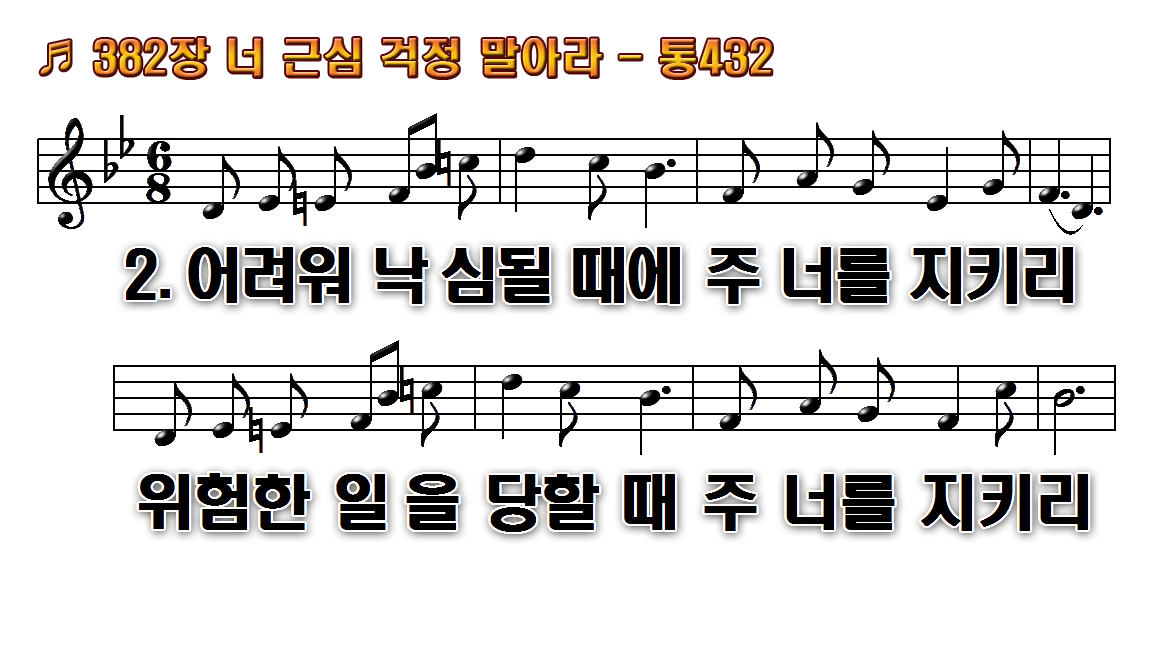 ♬ 382장 너 근심 걱정 말아라 - 통432
2. 어려워 낙 심될 때에 주 너를 지키리
위험한 일 을 당할 때 주 너를 지키리